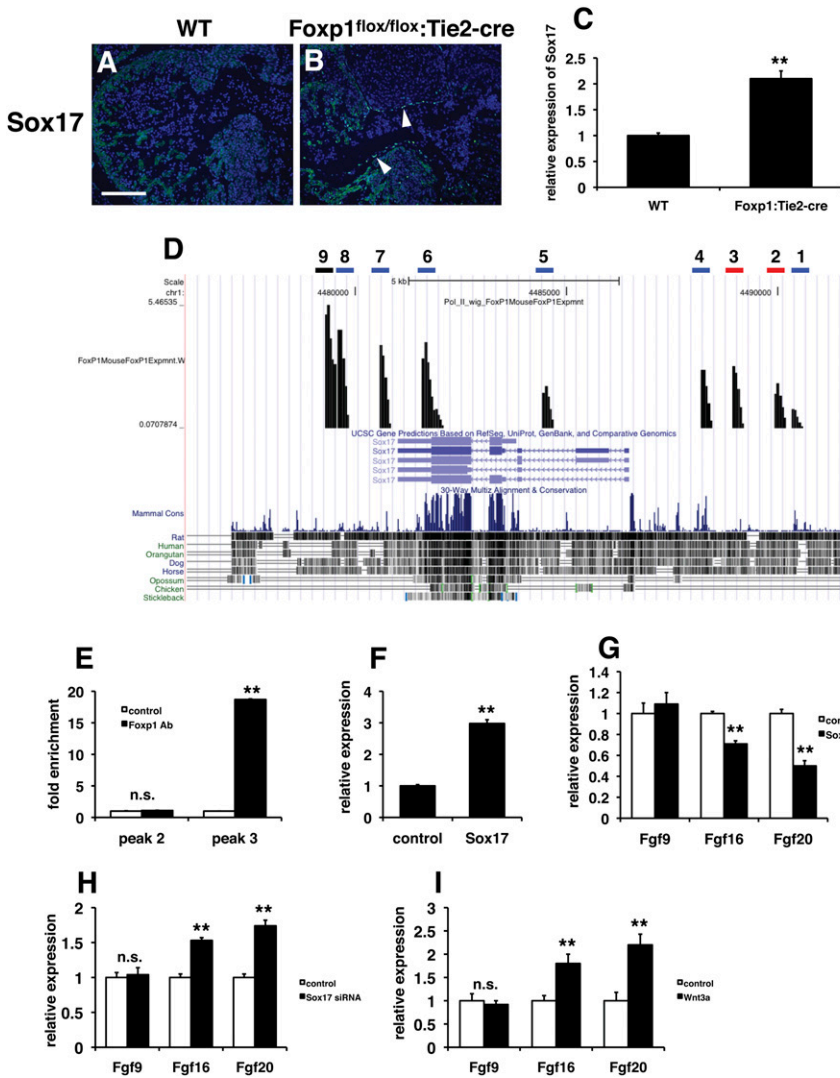 WT
Foxp1flox/flox:Tie2-cre
Sox17
A
B
C
relative expression of Sox17
2.5
2
1.5
1
0.5
0
**
WT
Foxp1:Tie2-cre
D
9 8 7 6 5 4 3 2 1
Scale
5 kb
chr1:
4480000
4485000
4490000
5.46535 _
Pol_II_wig_FoxP1MouseFoxP1Expmnt
FoxP1MouseFoxP1Expmnt.W
0.0707874 _
UCSC Gene Predictions Based on RefSeq, UniProt, GenBank, and Comparative Genomics
Sox17
Sox17
Sox17
Sox17
Sox17
30-Way Multiz Alignment & Conservation
Mammal Cons
Rat
Human
Orangutan
Dog
Horse
Opossum
Chicken
Stickleback
E
fold enrichment
20
15
10
5
0
control
Foxp1 Ab
n.s.
**
peak 2
peak 3
F
relative expression
4
3
2
1
0
**
control
Sox17
G
relative expression
1.4
1.2
1
0.8
0.6
0.4
0.2
0
**
**
con
Sox
Fgf9
Fgf16
Fgf20
H
relative expression
2
1.5
1
0.5
0
n.s.
**
**
control
Sox17 siRNA
Fgf9
Fgf16
Fgf20
I
relative expression
3
2.5
2
1.5
1
0.5
0
n.s.
**
**
control
Wnt3a
Fgf9
Fgf16
Fgf20